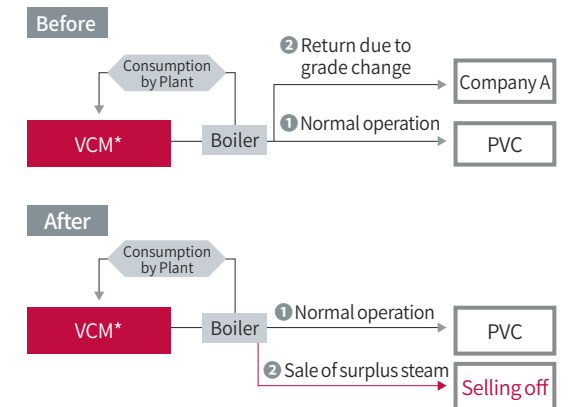 Before
❷ Return due to
grade change
Consumption
by Plant
Company A
❶ Normal operation
VCM*
Boiler
PVC
After
Consumption
by Plant
❶ Normal operation
VCM*
Boiler
PVC
❷ Sale of surplus steam
Selling off